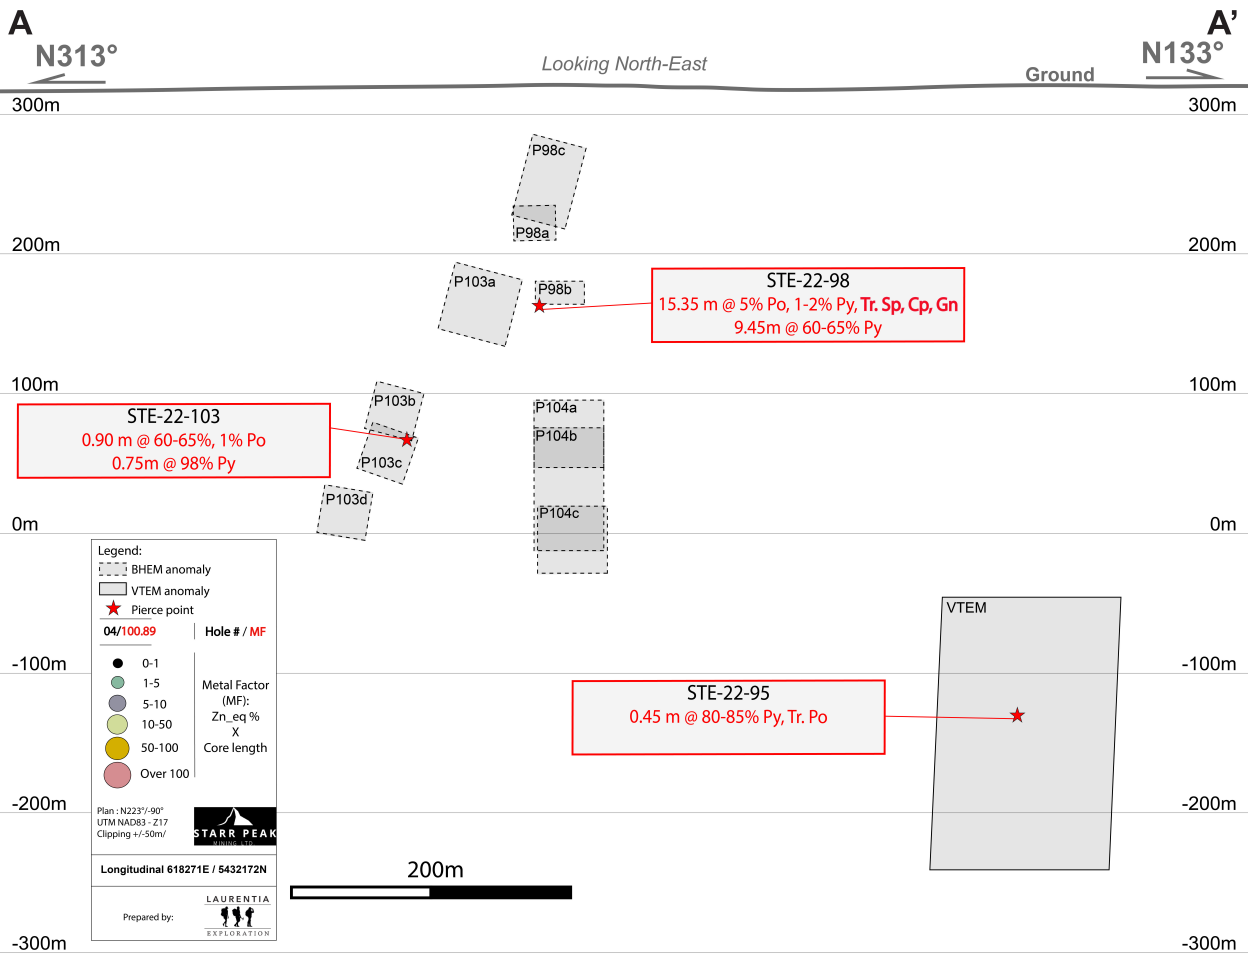 A
A'
N313°
N133°
Looking North-East
Ground
300m
300m
P98c
P98a
200m
200m
P103a
P98b
STE-22-98
15.35 m @ 5% Po, 1-2% Py, Tr. Sp, Cp, Gn
9.45m @ 60-65% Py
100m
100m
P103b
P104a
STE-22-103
0.90 m @ 60-65%, 1% Po
0.75m @ 98% Py
P104b
P103c
P103d
P104c
0m
0m
Legend:
BHEM anomaly
VTEM anomaly
Pierce point
04/100.89
Hole # / MF
0-1
1-5
5-10
10-50
50-100
Over 100
Metal Factor
(MF):
Zn_eq %
X
Core length
Plan : N223°/-90°
UTM NAD83 - Z17
Clipping +/-50m/
STARR PEAK
MINING LTD
Longitudinal 618271E / 5432172N
Prepared by:
LAURENTIA
EXPLORATION
VTEM
-100m
-100m
STE-22-95
0.45 m @ 80-85% Py, Tr. Po
-200m
-200m
200m
-300m
-300m